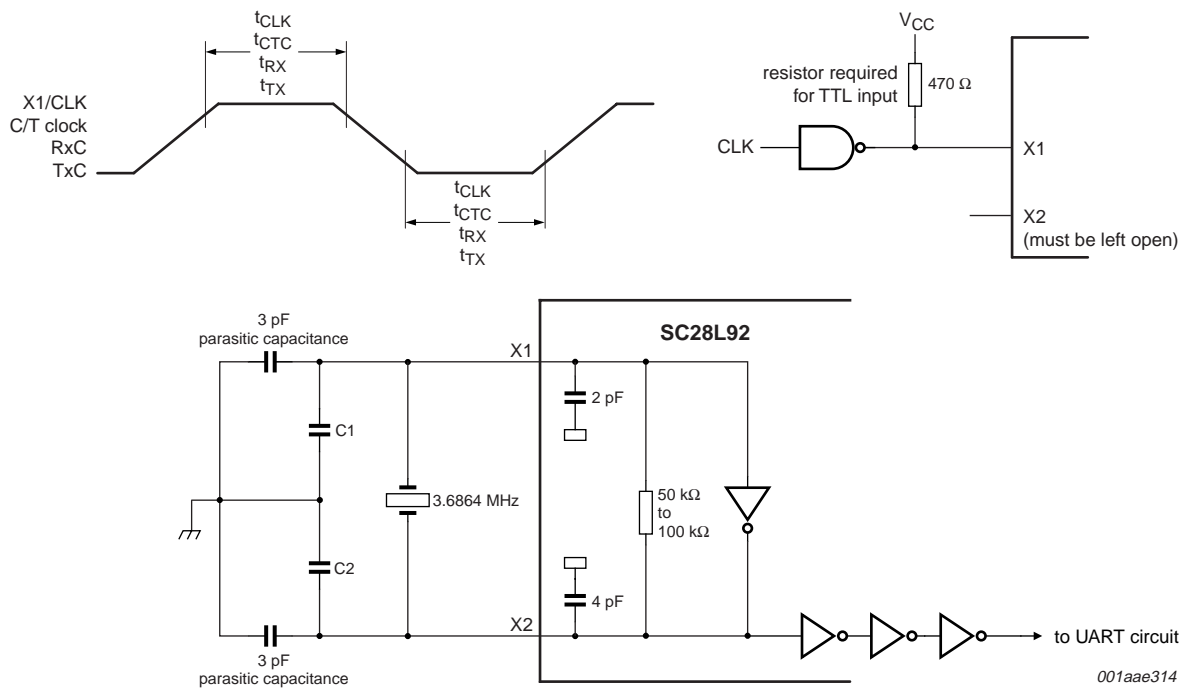 tCLK
tCTC
tRX
tTX
X1/CLK
C/T clock
RxC
TxC
tCLK
tCTC
tRX
tTX
VCC
resistor required
for TTL input
470 Ω
CLK
X1
X2
(must be left open)
SC28L92
3 pF
parasitic capacitance
X1
2 pF
C1
3.6864 MHz
50 kΩ
to
100 kΩ
C2
4 pF
X2
3 pF
parasitic capacitance
to UART circuit
001aae314